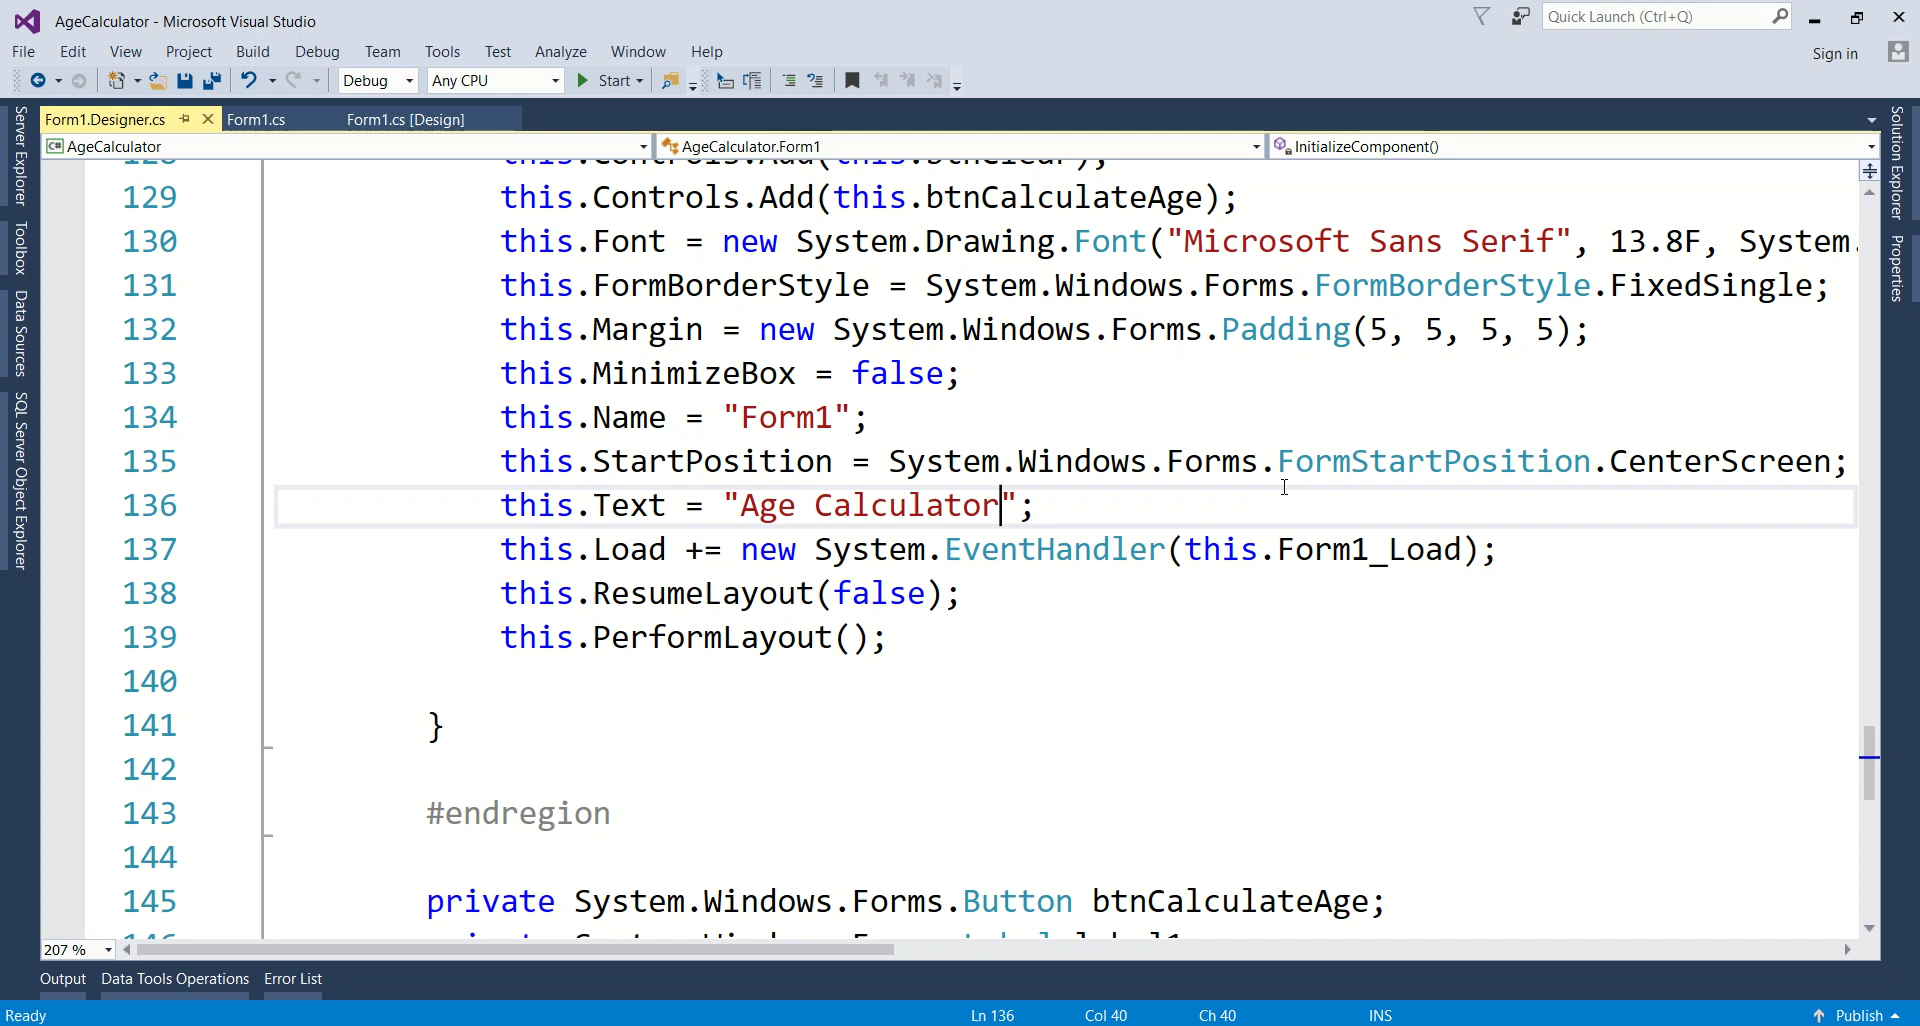 AgeCalculator - Microsoft Visual Studio
Quick Launch (Ctrl+Q)
File Edit View Project Build Debug Team Tools Test Analyze Window Help
Sign in
Debug Any CPU Start
Form1.Designer.cs Form1.cs Form1.cs [Design]
C# AgeCalculator AgeCalculator.Form1 InitializeComponent()
Server Explorer
Toolbox
Data Sources
SQL Server Object Explorer
Solution Explorer
Properties
128 this.Controls.Add(this.btnClear);
129 this.Controls.Add(this.btnCalculateAge);
130 this.Font = new System.Drawing.Font("Microsoft Sans Serif", 13.8F, System.
131 this.FormBorderStyle = System.Windows.Forms.FormBorderStyle.FixedSingle;
132 this.Margin = new System.Windows.Forms.Padding(5, 5, 5, 5);
133 this.MinimizeBox = false;
134 this.Name = "Form1";
135 this.StartPosition = System.Windows.Forms.FormStartPosition.CenterScreen;
136 this.Text = "Age Calculator";
137 this.Load += new System.EventHandler(this.Form1_Load);
138 this.ResumeLayout(false);
139 this.PerformLayout();
140
141 }
142
143 #endregion
144
145 private System.Windows.Forms.Button btnCalculateAge;
207 %
Output Data Tools Operations Error List
Ready Ln 136 Col 40 Ch 40 INS Publish